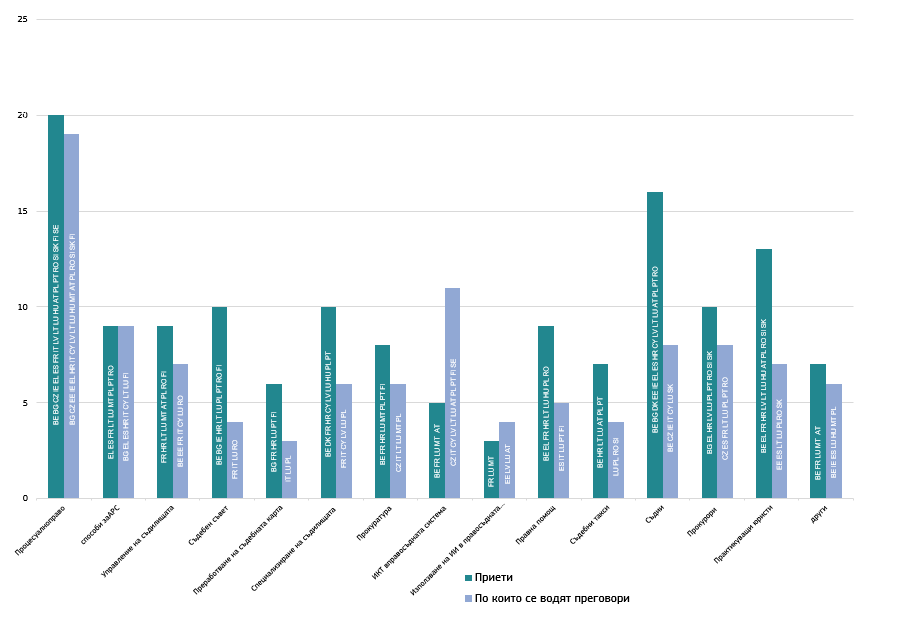 25
20
15
10
5
0
BE BG CZ IE EL ES FR IT LV LT LU HU AT PL PT RO SI SK FI SE
BG CZ EE IE EL HR IT CY LV LT LU HU MT AT PL RO SI SK FI
EL ES FR LT LU MT PL PT RO
BG EL ES HR IT CY LT LU FI
FR HR LT LU MT AT PL RO FI
BE EE FR IT CY LU RO
BE BG IE HR LT LU PL PT RO FI
FR IT LU RO
BG FR HR LU PT FI
IT LU PL
BE DK FR HR CY LV LU HU PL PT
FR IT CY LV LU PL
BE FR HR LU MT PL PT FI
CZ IT LT LU MT PL
BE FR LU MT AT
CZ IT CY LV LT LU AT PL PT FI SE
FR LU MT
EE LV LU AT
BE EL FR HR LT LU HU PL RO
ES IT LU PT FI
BE HR LT LU AT PL PT
LU PL RO SI
BE BG DK EE IE EL ES HR CY LV LT LU AT PL PT RO
BE CZ IE IT CY LU SK
BG EL HR LV LU PL PT RO SI SK
CZ ES FR LT LU PL PT RO
BE EL FR HR LV LT LU HU AT PL RO SI SK
EE ES LT LU PL RO SK
BE FR LU MT AT
BE IE ES LU HU MT PL
Процесуалноправо
способи заАРС
Управление на съдилищата
Съдебен съвет
Преработване на съдебната карта
Специализиране на съдилищата
Прокуратура
ИКТ вправосъдната система
Използване на ИИ в правосъдната...
Правна помощ
Съдебни такси
Съдии
Прокурори
Практикуващи юристи
други
Приети
По които се водят преговори